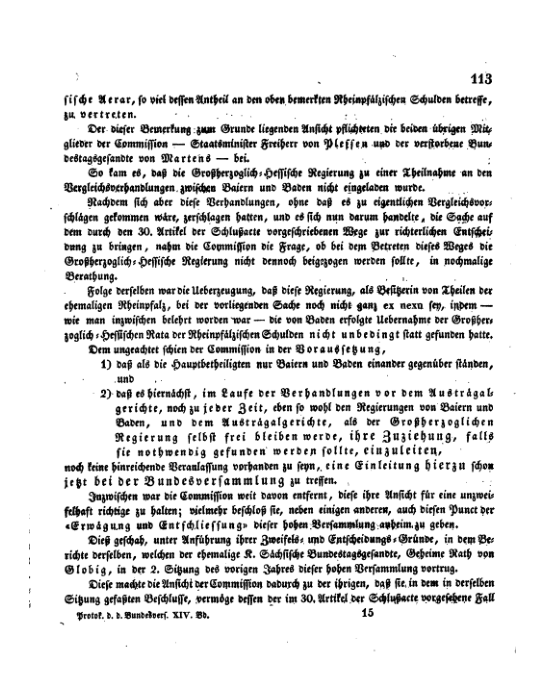 113
sische Aerar, so viel dessen Antheil an den oben bemerkten Rheinpfälzischen Schulden betreffe,
zu vertreten.
Der dieser Bemerkung zum Grunde liegenden Ansicht pflichteten die beiden übrigen Mit-
glieder der Commission — Staatsminister Freiherr von Plessen und der verstorbene Bun-
destagsgesandte von Martens — bei.
So kam es, daß die Großherzoglich-Hessische Regierung zu einer Theilnahme an den
Vergleichsverhandlungen zwischen Baiern und Baden nicht eingeladen wurde.
Nachdem sich aber diese Verhandlungen, ohne daß es zu eigentlichen Vergleichsvor-
schlägen gekommen wäre, zerschlagen hatten, und es sich nun darum handelte, die Sache auf
dem durch den 30. Artikel der Schlußacte vorgeschriebenen Wege zur richterlichen Entschei-
dung zu bringen, nahm die Commission die Frage, ob bei dem Betreten dieses Weges die
Großherzoglich-Hessische Regierung nicht dennoch beigezogen werden sollte, in nochmalige
Berathung.
Folge derselben war die Ueberzeugung, daß diese Regierung, als Besitzerin von Theilen der
ehemaligen Rheinpfalz, bei der vorliegenden Sache noch nicht ganz ex nexu sey, indem —
wie man inzwischen belehrt worden war — die von Baden erfolgte Uebernahme der Großher-
zoglich-Hessischen Rata der Rheinpfälzischen Schulden nicht unbedingt statt gefunden hatte.
Dem ungeachtet schien der Commission in der Voraussetzung,
1) daß als die Hauptbetheiligten nur Baiern und Baden einander gegenüber ständen,
und
2) daß es hiernächst, im Laufe der Verhandlungen vor dem Austrägal-
gerichte, noch zu jeder Zeit, eben so wohl den Regierungen von Baiern und
Baden, und dem Austrägalgerichte, als der Großherzoglichen
Regierung selbst frei bleiben werde, ihre Zuziehung, falls
sie nothwendig gefunden werden sollte, einzuleiten,
noch keine hinreichende Veranlassung vorhanden zu seyn, eine Einleitung hierzu schon
jetzt bei der Bundesversammlung zu treffen.
Inzwischen war die Commission weit davon entfernt, diese ihre Ansicht für eine unzwei-
felhaft richtige zu halten; vielmehr beschloß sie, neben einigen anderen, auch diesen Punct der
«Erwägung und Entschliessung» dieser hohen Versammlung anheim zu geben.
Dieß geschah, unter Anführung ihrer Zweifels- und Entscheidungs-Gründe, in dem Be-
richte derselben, welchen der ehemalige K. Sächsische Bundestagsgesandte, Geheime Rath von
Globig, in der 2. Sitzung des vorigen Jahres dieser hohen Versammlung vortrug.
Diese machte die Ansicht der Commission dadurch zu der ihrigen, daß sie in dem in derselben
Sitzung gefaßten Beschlusse, vermöge dessen der im 30. Artikel der Schlußacte vorgesehene Fall
Protok. d. d. Bundesvers. XIV. Bd. 15